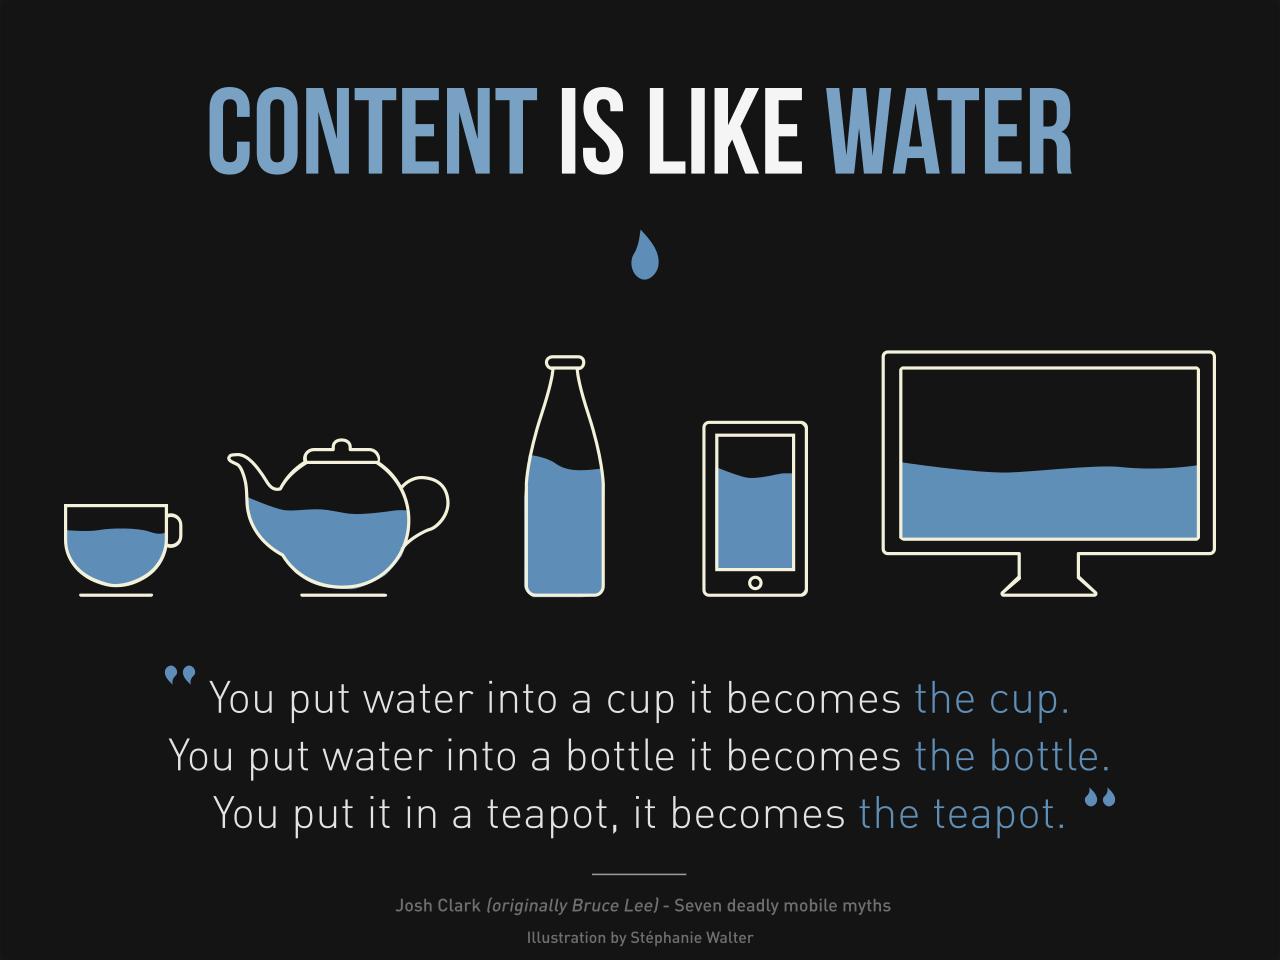 CONTENT IS LIKE WATER
"You put water into a cup it becomes the cup.
You put water into a bottle it becomes the bottle.
You put it in a teapot, it becomes the teapot."
Josh Clark (originally Bruce Lee) - Seven deadly mobile myths
Illustration by Stéphanie Walter